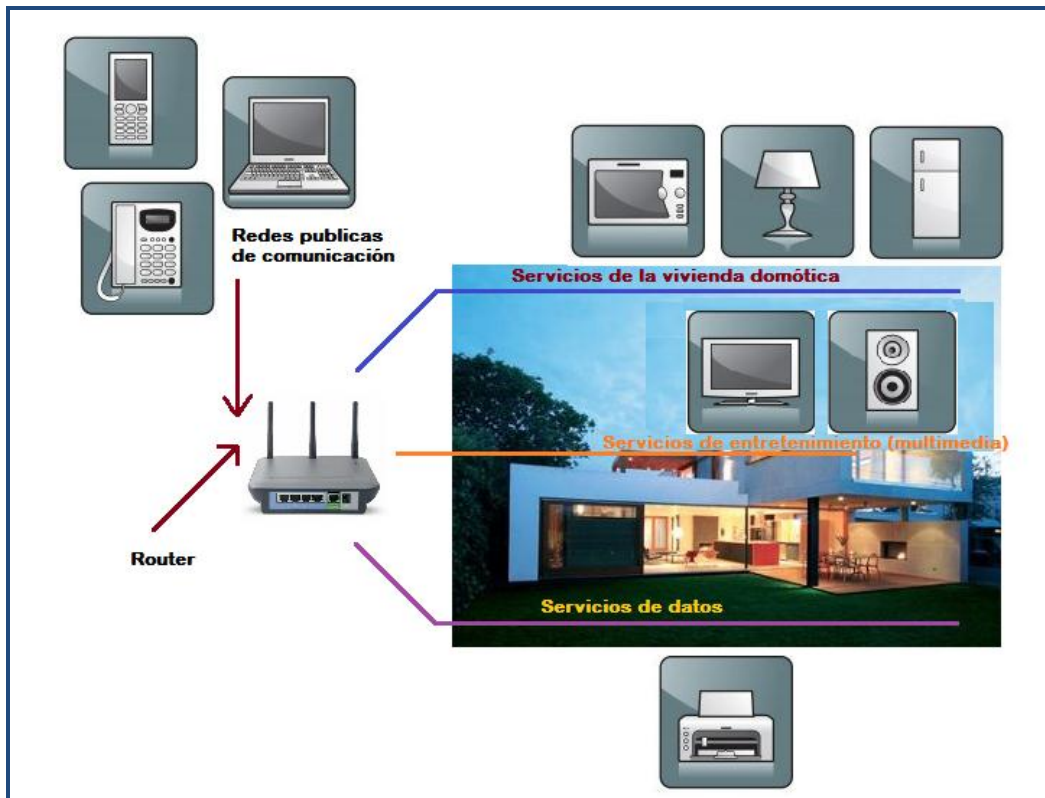 Redes publicas
de comunicación
Servicios de la vivienda domótica
Servicios de entretenimiento (multimedia)
Router
Servicios de datos